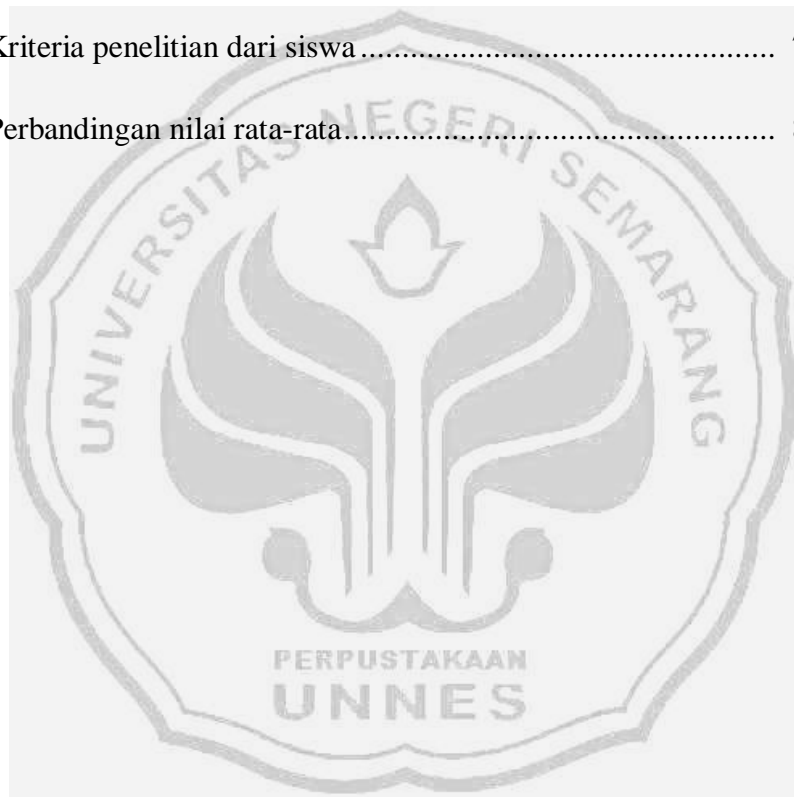 Kriteria penelitian dari siswa.................................................
Perbandingan nilai rata-rata...................................................
UNIVERSITAS NEGERI SEMARANG
PERPUSTAKAAN
UNNES